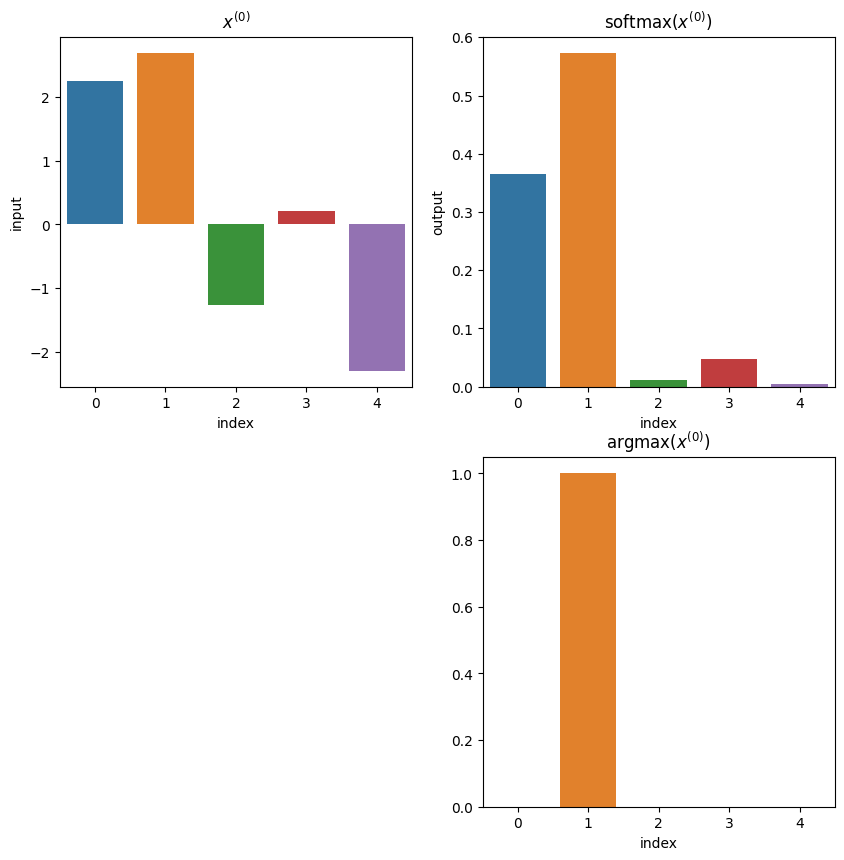 x^(0)
input
2
1
0
−1
−2
0 1 2 3 4
index
softmax(x^(0))
output
0.6
0.5
0.4
0.3
0.2
0.1
0.0
0 1 2 3 4
index
argmax(x^(0))
1.0
0.8
0.6
0.4
0.2
0.0
0 1 2 3 4
index